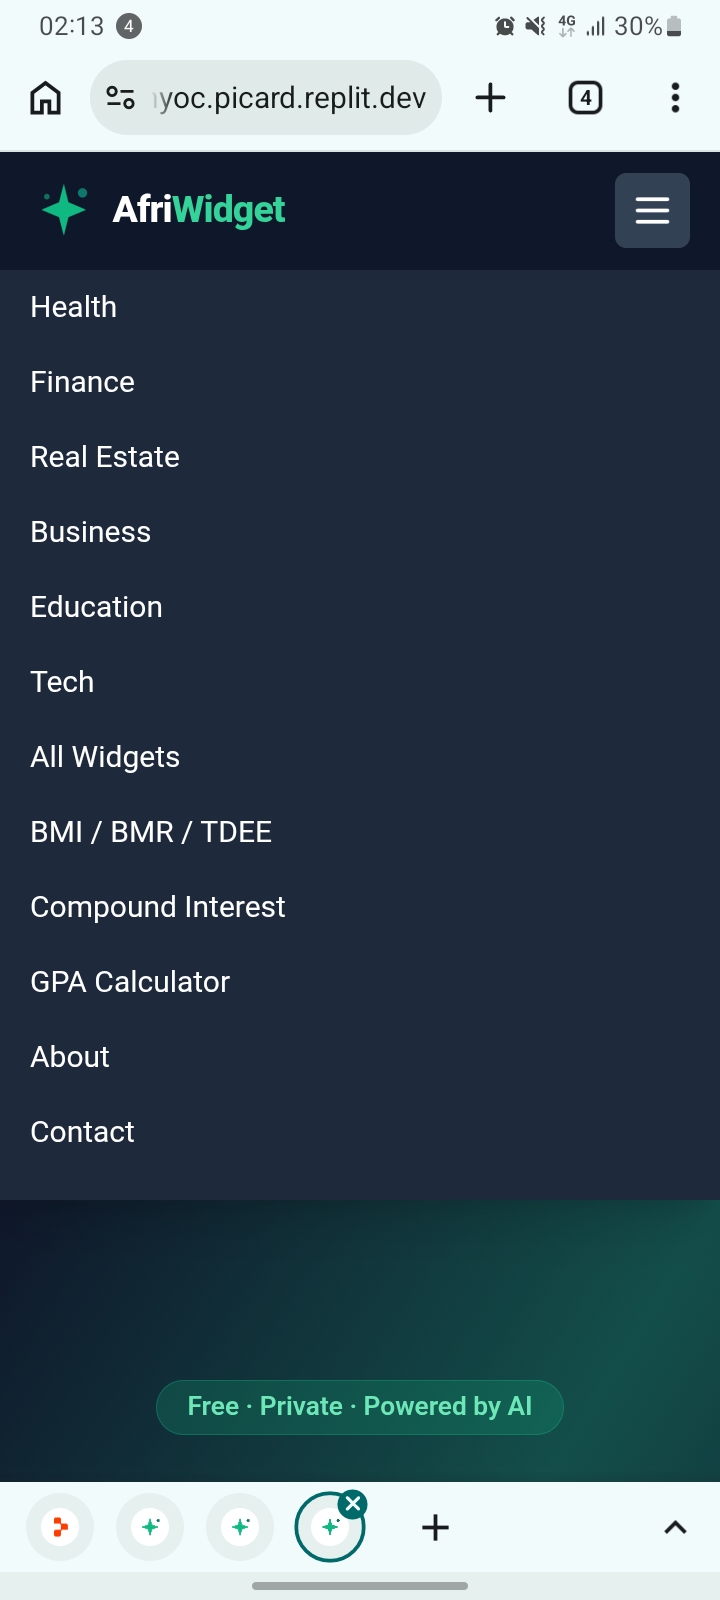 02:13 4 4G 30%
yoc.picard.replit.dev 4
AfriWidget
Health
Finance
Real Estate
Business
Education
Tech
All Widgets
BMI / BMR / TDEE
Compound Interest
GPA Calculator
About
Contact
Free · Private · Powered by AI